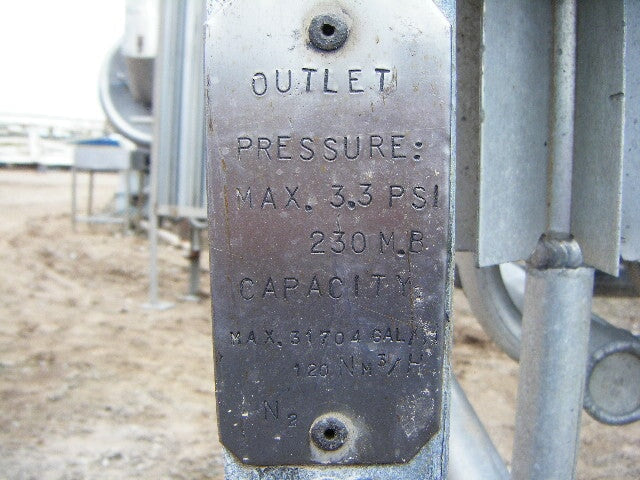 OUTLET
PRESSURE:
MAX. 3.3 PSI
230 M.B
CAPACITY
MAX. 31704 GAL/H
120 NM³/H
N₂